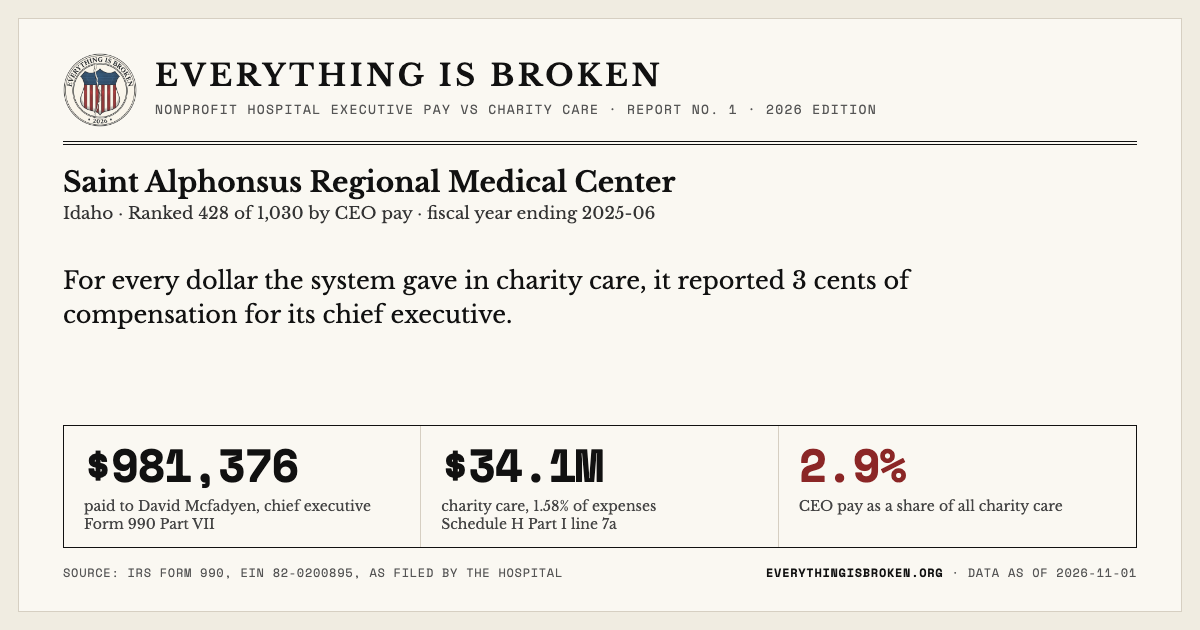 EVERYTHING IS BROKEN
2026
EVERYTHING IS BROKEN
NONPROFIT HOSPITAL EXECUTIVE PAY VS CHARITY CARE · REPORT NO. 1 · 2026 EDITION
Saint Alphonsus Regional Medical Center
Idaho · Ranked 428 of 1,030 by CEO pay · fiscal year ending 2025-06
For every dollar the system gave in charity care, it reported 3 cents of
compensation for its chief executive.
$981,376
paid to David Mcfadyen, chief executive
Form 990 Part VII
$34.1M
charity care, 1.58% of expenses
Schedule H Part I line 7a
2.9%
CEO pay as a share of all charity care
SOURCE: IRS FORM 990, EIN 82-0200895, AS FILED BY THE HOSPITAL
EVERYTHINGISBROKEN.ORG · DATA AS OF 2026-11-01